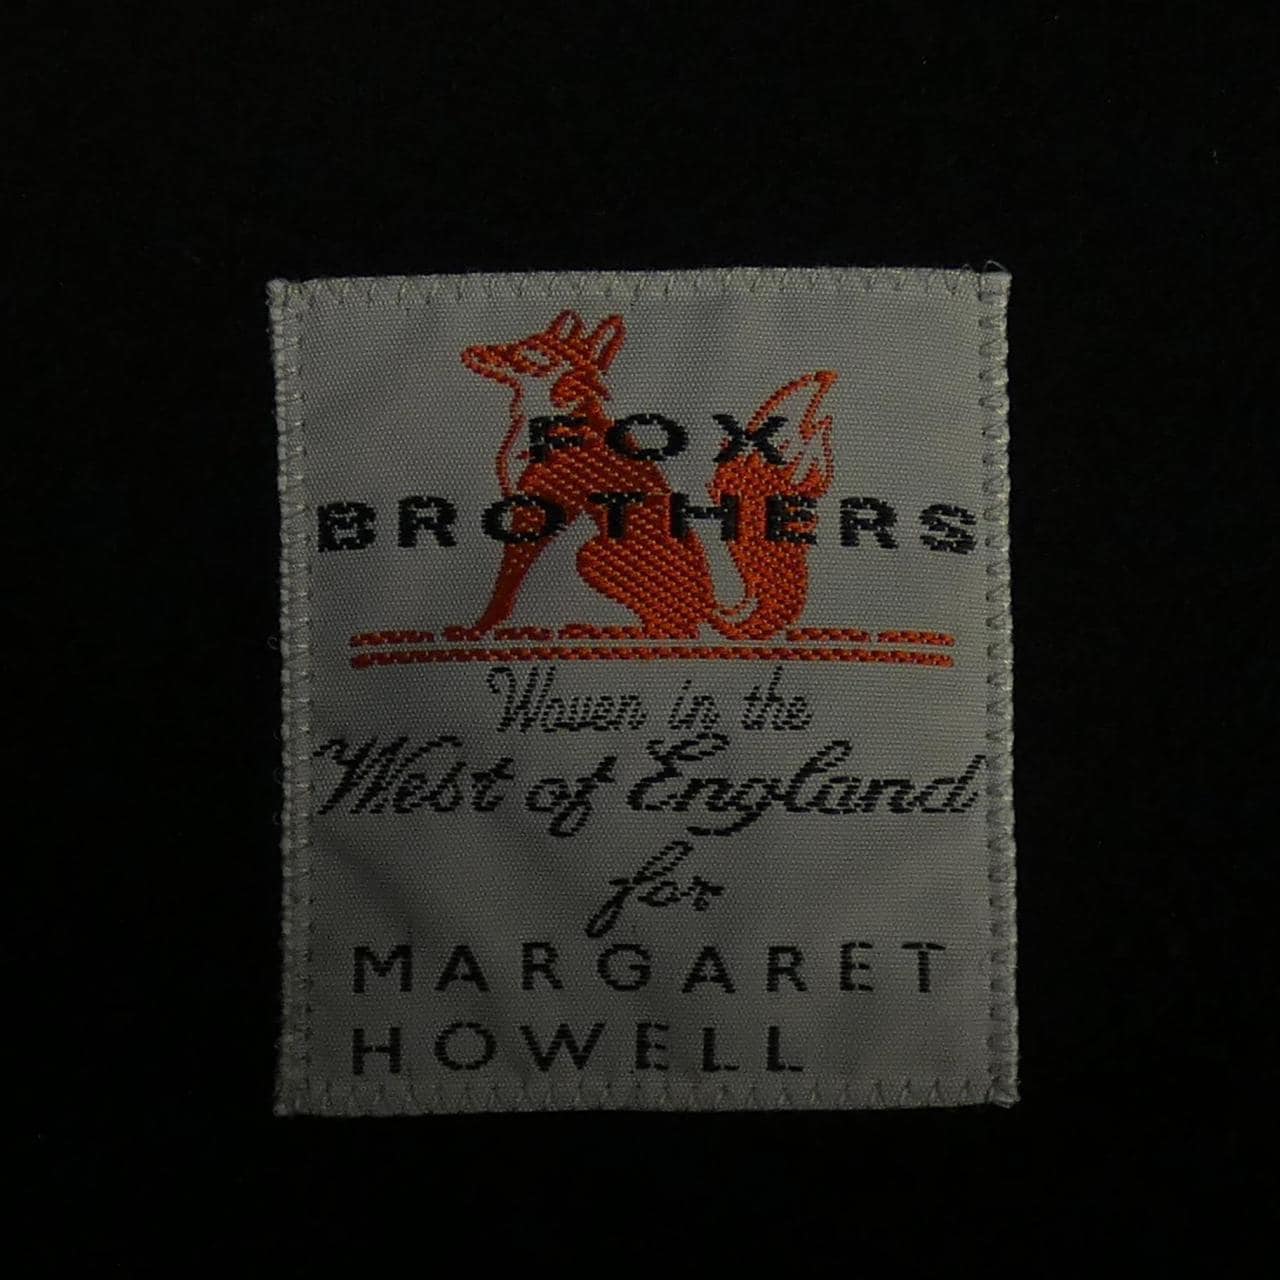 FOX
BROTHERS
Woven in the
West of England
for
MARGARET
HOWELL